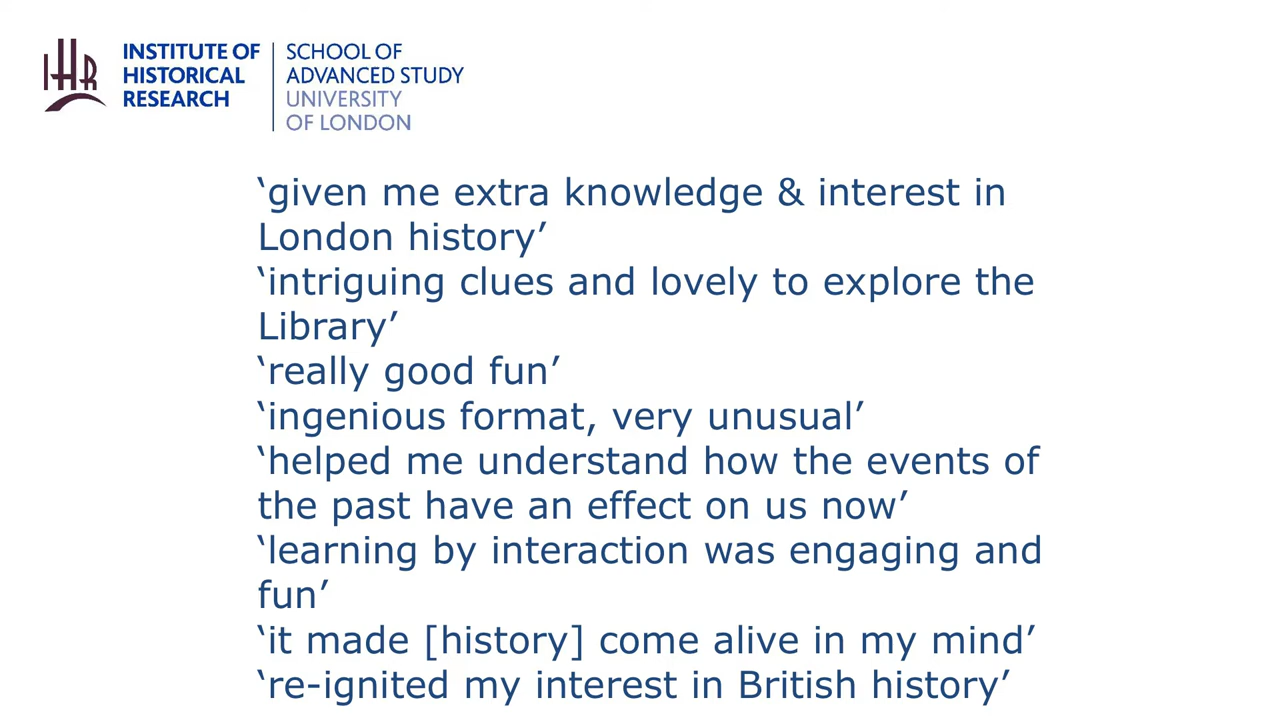 IHR
INSTITUTE OF
HISTORICAL
RESEARCH
SCHOOL OF
ADVANCED STUDY
UNIVERSITY
OF LONDON
‘given me extra knowledge & interest in
London history’
‘intriguing clues and lovely to explore the
Library’
‘really good fun’
‘ingenious format, very unusual’
‘helped me understand how the events of
the past have an effect on us now’
‘learning by interaction was engaging and
fun’
‘it made [history] come alive in my mind’
‘re-ignited my interest in British history’